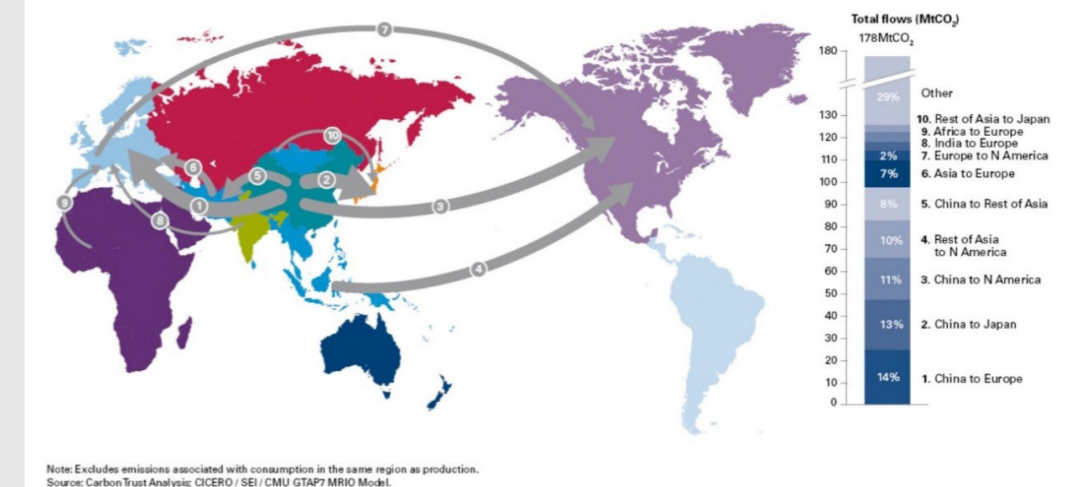 Total flows (MtCO2)
178MtCO2
180
130
120
110
100
90
80
70
60
50
40
30
20
10
0
29%
2%
7%
8%
10%
11%
13%
14%
Other
10. Rest of Asia to Japan
9. Africa to Europe
8. India to Europe
7. Europe to N America
6. Asia to Europe
5. China to Rest of Asia
4. Rest of Asia
to N America
3. China to N America
2. China to Japan
1. China to Europe
7
10
6
5
2
1
3
9
8
4
Note: Excludes emissions associated with consumption in the same region as production.
Source: Carbon Trust Analysis; CICERO / SEI / CMU GTAP7 MRIO Model.